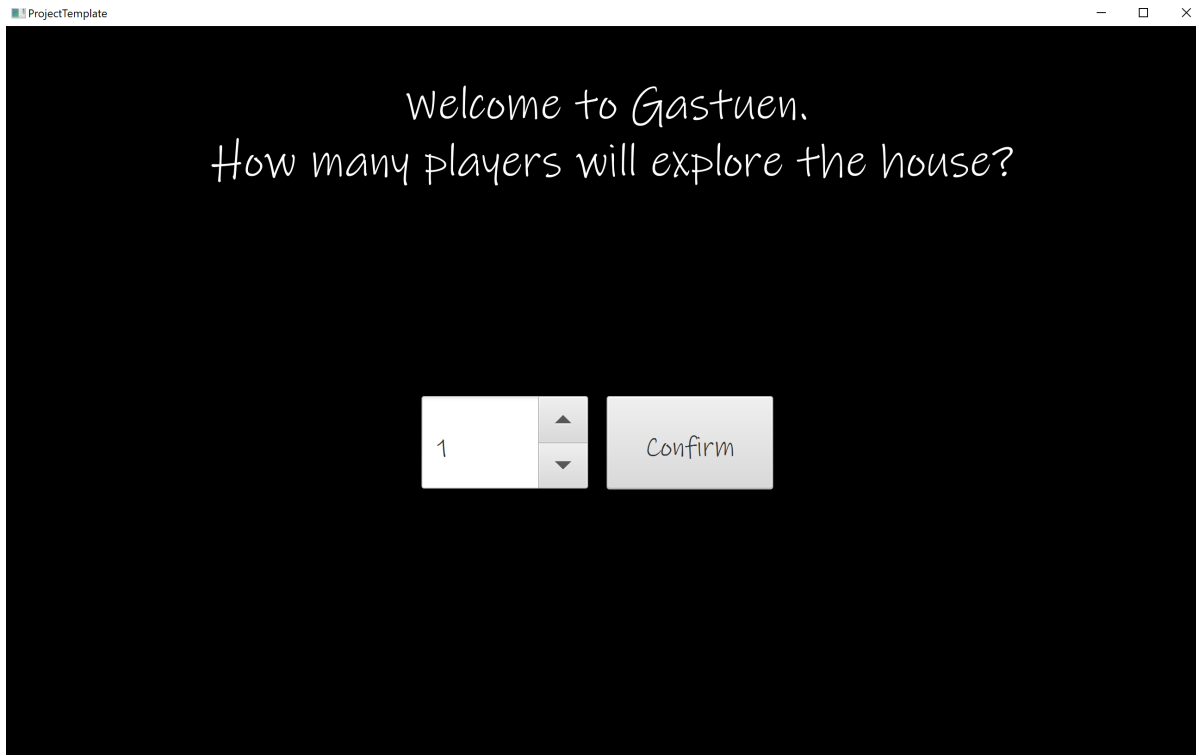 ProjectTemplate
Welcome to Gastuen.
How many players will explore the house?
1
Confirm